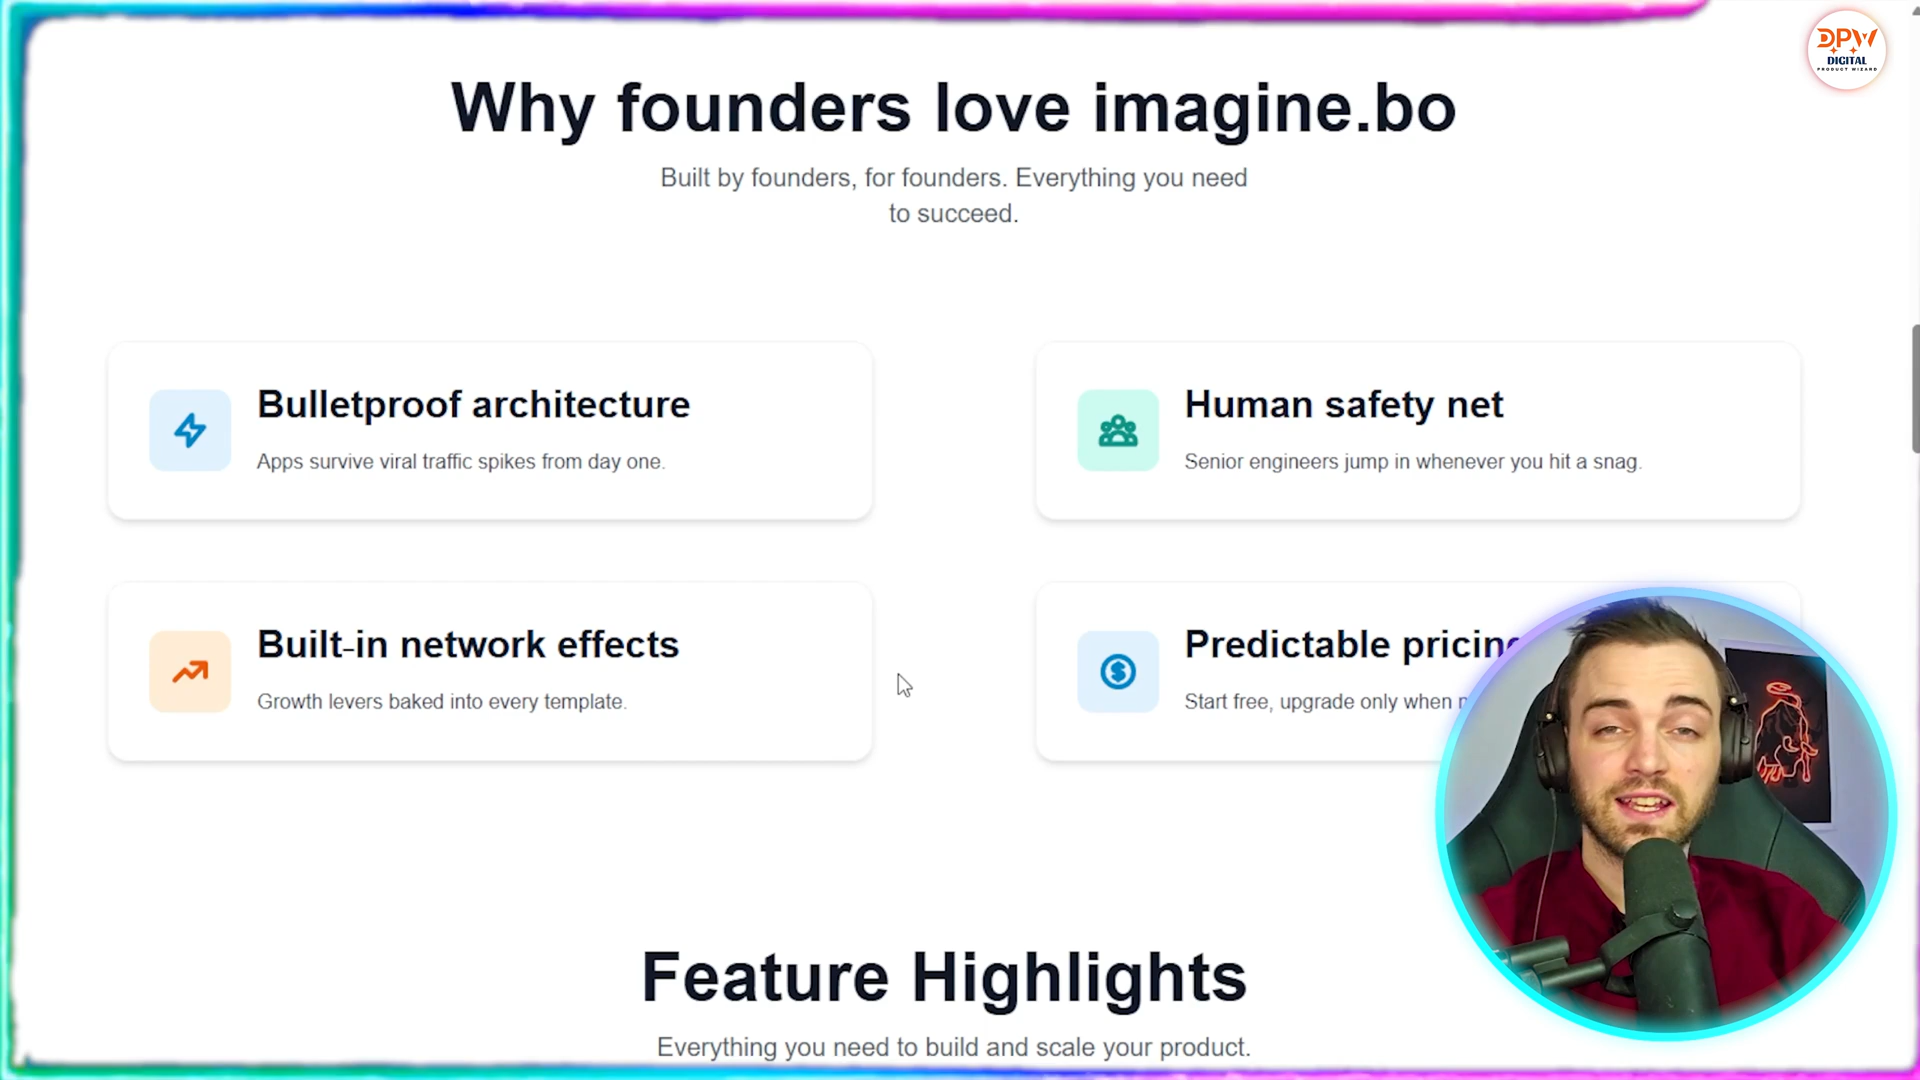 DPW
DIGITAL
PRODUCT WIZARD
Why founders love imagine.bo
Built by founders, for founders. Everything you need
to succeed.
Bulletproof architecture
Apps survive viral traffic spikes from day one.
Human safety net
Senior engineers jump in whenever you hit a snag.
Built-in network effects
Growth levers baked into every template.
Predictable
Start free, upgrade only when
Feature Highlights
Everything you need to build and scale your product.